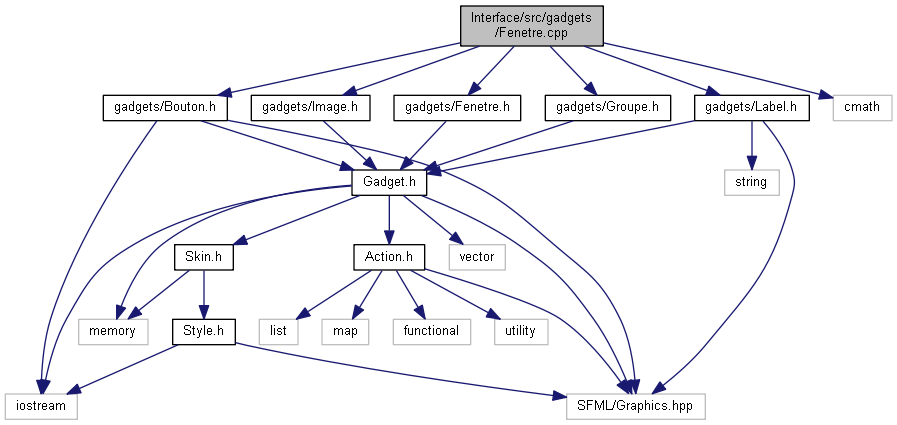 Interface/src/gadgets
/Fenetre.cpp
gadgets/Bouton.h
gadgets/Image.h
gadgets/Fenetre.h
gadgets/Groupe.h
gadgets/Label.h
cmath
Gadget.h
string
Skin.h
Action.h
vector
memory
Style.h
list
map
functional
utility
iostream
SFML/Graphics.hpp